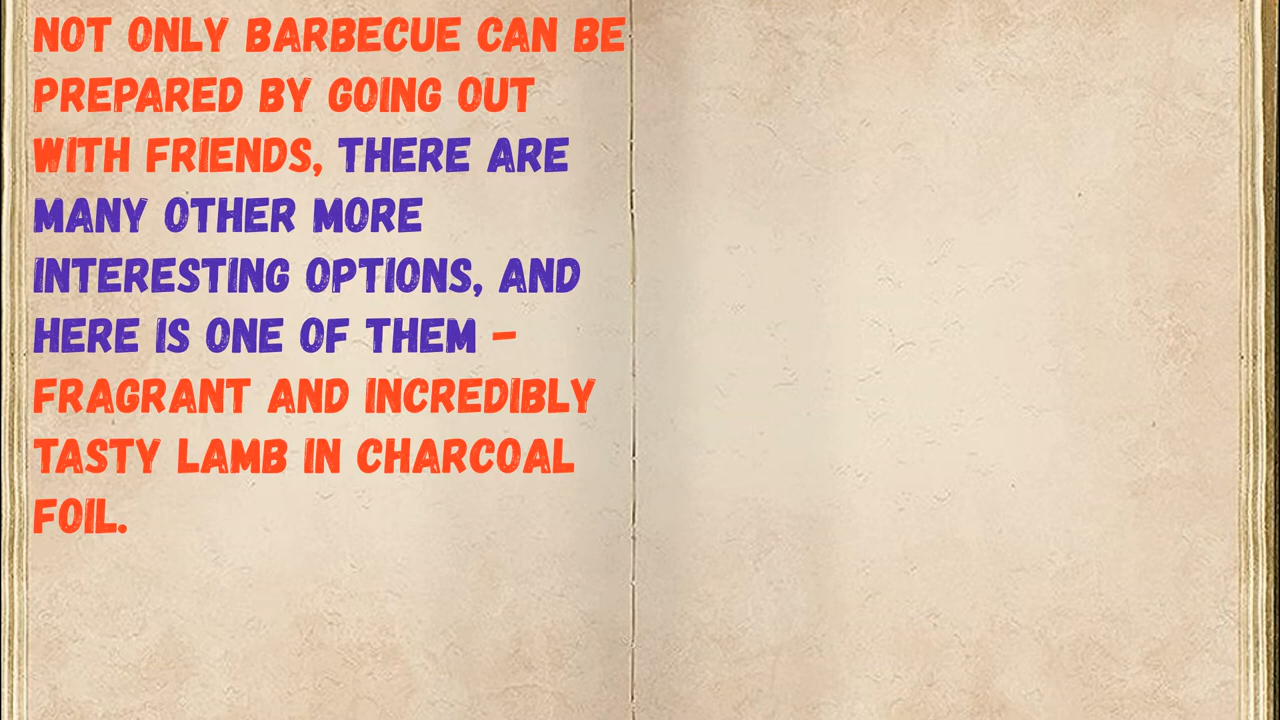 NOT ONLY BARBECUE CAN BE
PREPARED BY GOING OUT
WITH FRIENDS, THERE ARE
MANY OTHER MORE
INTERESTING OPTIONS, AND
HERE IS ONE OF THEM –
FRAGRANT AND INCREDIBLY
TASTY LAMB IN CHARCOAL
FOIL.